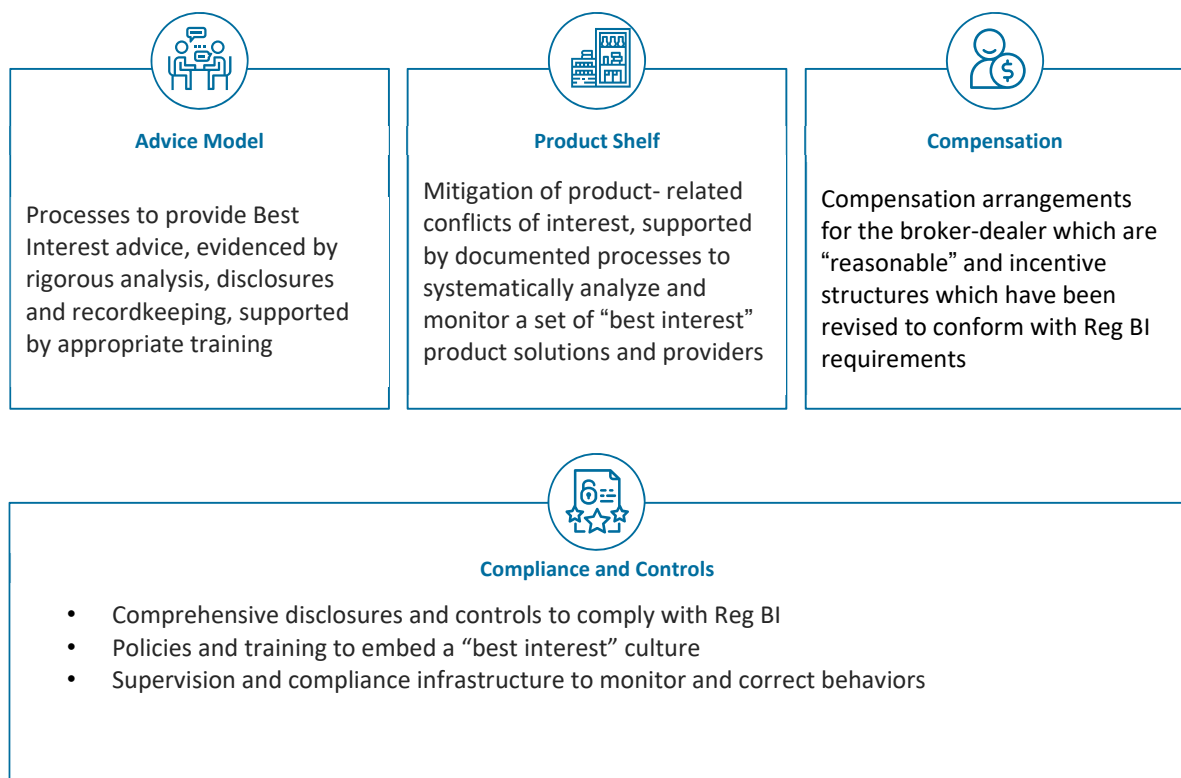 Advice Model
Processes to provide Best
Interest advice, evidenced by
rigorous analysis, disclosures
and recordkeeping, supported
by appropriate training
Product Shelf
Mitigation of product- related
conflicts of interest, supported
by documented processes to
systematically analyze and
monitor a set of “best interest”
product solutions and providers
$
Compensation
Compensation arrangements
for the broker-dealer which are
“reasonable” and incentive
structures which have been
revised to conform with Reg BI
requirements
Compliance and Controls
• Comprehensive disclosures and controls to comply with Reg BI
• Policies and training to embed a “best interest” culture
• Supervision and compliance infrastructure to monitor and correct behaviors